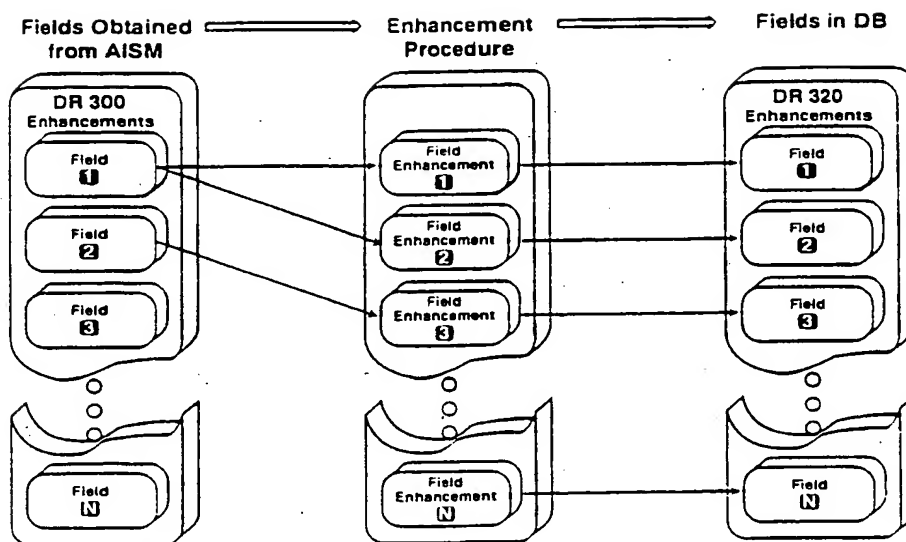 Fields Obtained
from AISM
Enhancement
Procedure
Fields in DB
DR 300
Enhancements
Field
1
Field
2
Field
3
Field
N
Field
Enhancement
1
Field
Enhancement
2
Field
Enhancement
3
Field
Enhancement
N
DR 320
Enhancements
Field
1
Field
2
Field
3
Field
N